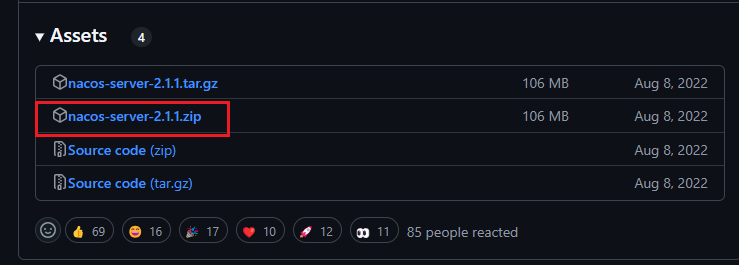 Assets 4
nacos-server-2.1.1.tar.gz 106 MB Aug 8, 2022
nacos-server-2.1.1.zip 106 MB Aug 8, 2022
Source code (zip) Aug 8, 2022
Source code (tar.gz) Aug 8, 2022
👍 69 😄 16 🎉 17 ❤️ 10 🚀 12 👀 11 85 people reacted